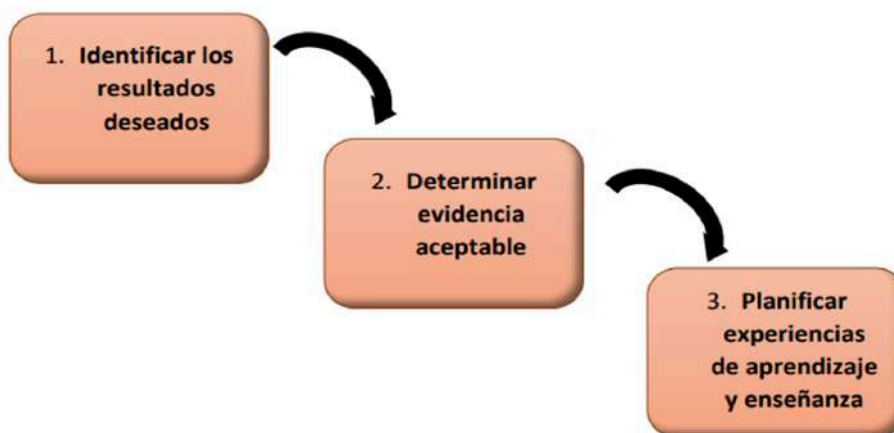 1. Identificar los
resultados
deseados
2. Determinar
evidencia
aceptable
3. Planificar
experiencias
de aprendizaje
y enseñanza